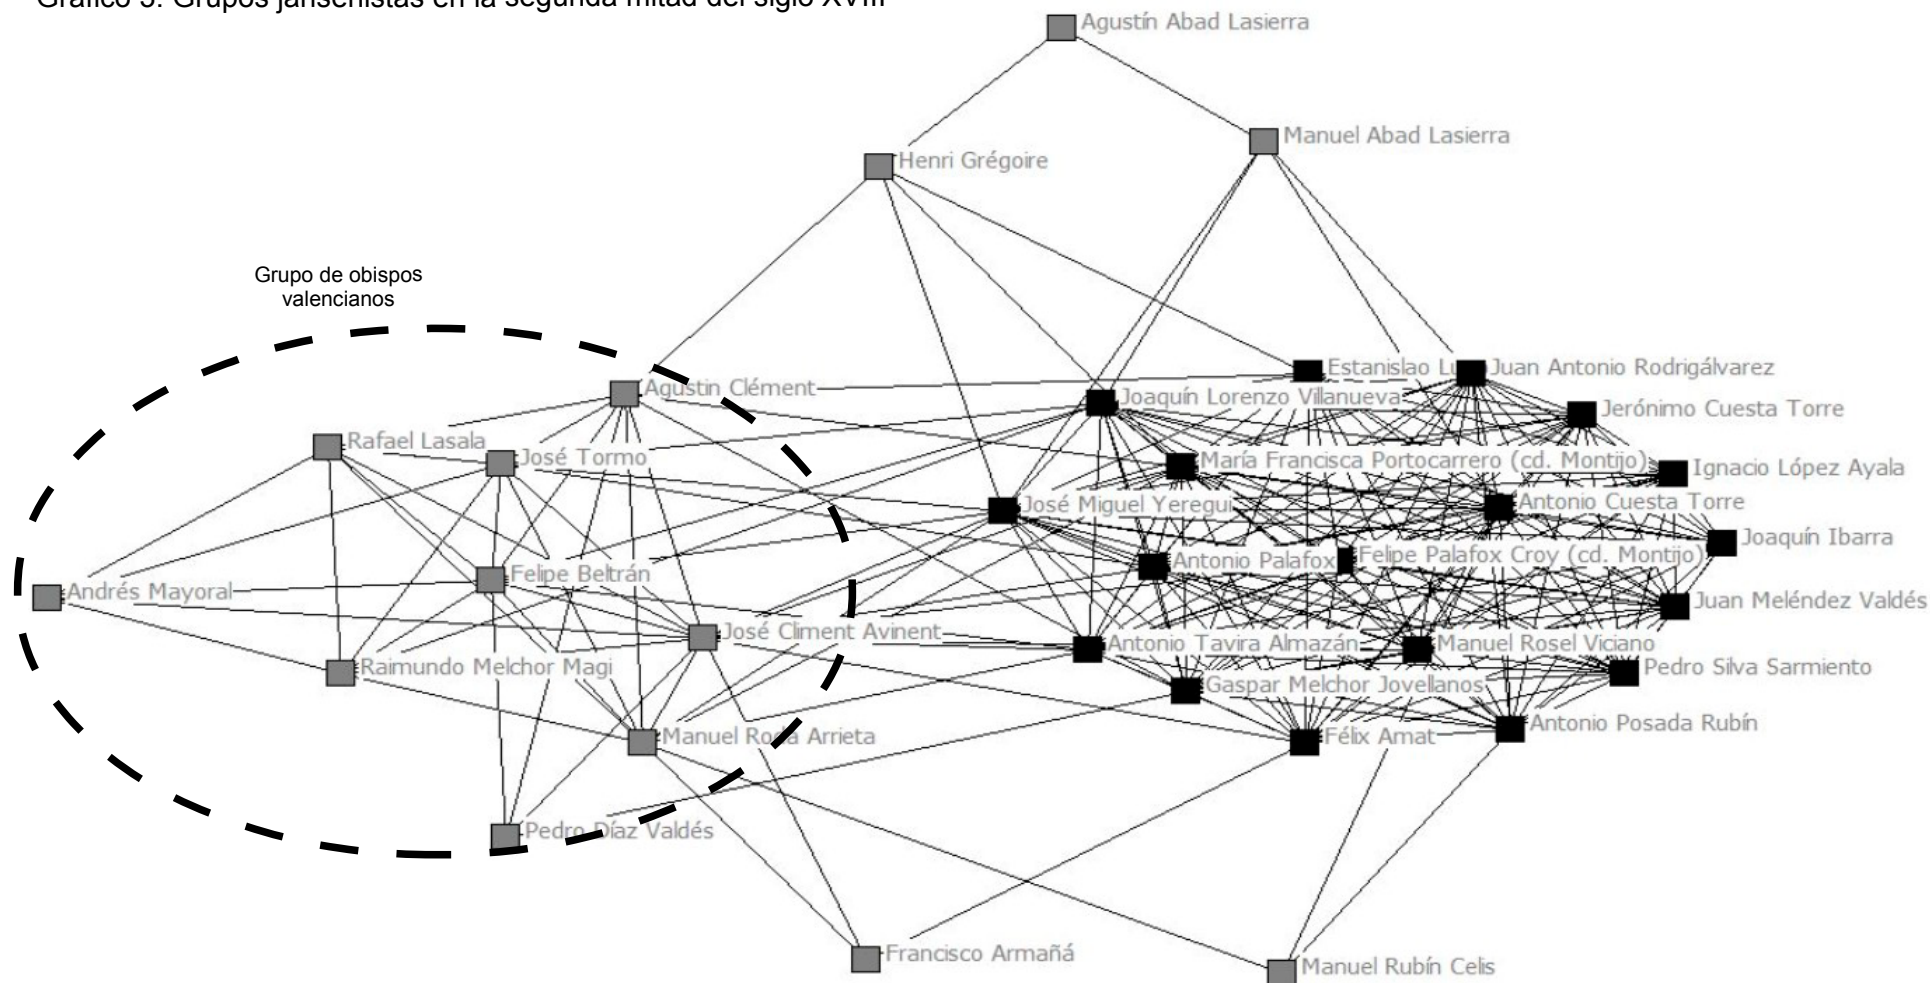 Gráfico 3. Grupos jansenistas en la segunda mitad del siglo XVIII
Agustín Abad Lasierra
Manuel Abad Lasierra
Henri Grégoire
Grupo de obispos
valencianos
Estanislao Lu
Juan Antonio Rodrigálvarez
Agustin Clément
Joaquín Lorenzo Villanueva
Jerónimo Cuesta Torre
Rafael Lasala
José Tormo
María Francisca Portocarrero (cd. Montijo)
Ignacio López Ayala
José Miguel Yeregui
Antonio Cuesta Torre
Joaquín Ibarra
Antonio Palafox
Felipe Palafox Croy (cd. Montijo)
Felipe Beltrán
Andrés Mayoral
Juan Meléndez Valdés
José Climent Avinent
Antonio Tavira Almazán
Manuel Rosel Viciano
Raimundo Melchor Magi
Pedro Silva Sarmiento
Gaspar Melchor Jovellanos
Manuel Roda Arrieta
Félix Amat
Antonio Posada Rubín
Pedro Díaz Valdés
Francisco Armañá
Manuel Rubín Celis